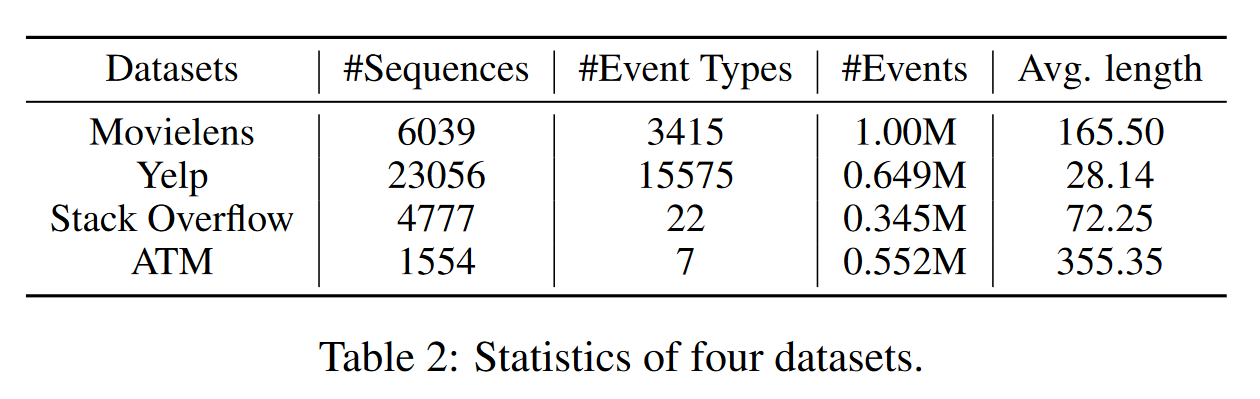 Datasets #Sequences #Event Types #Events Avg. length
Movielens 6039 3415 1.00M 165.50
Yelp 23056 15575 0.649M 28.14
Stack Overflow 4777 22 0.345M 72.25
ATM 1554 7 0.552M 355.35
Table 2: Statistics of four datasets.